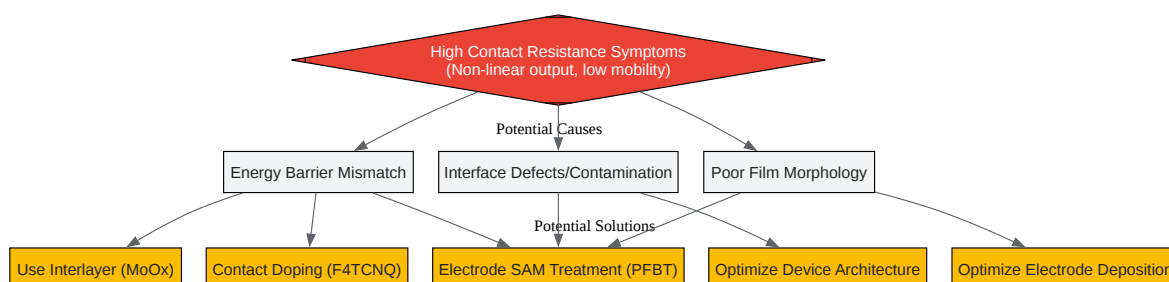 High Contact Resistance Symptoms
(Non-linear output, low mobility)
Potential Causes
Energy Barrier Mismatch
Interface Defects/Contamination
Poor Film Morphology
Potential Solutions
Use Interlayer (MoOx)
Contact Doping (F4TCNQ)
Electrode SAM Treatment (PFBT)
Optimize Device Architecture
Optimize Electrode Deposition